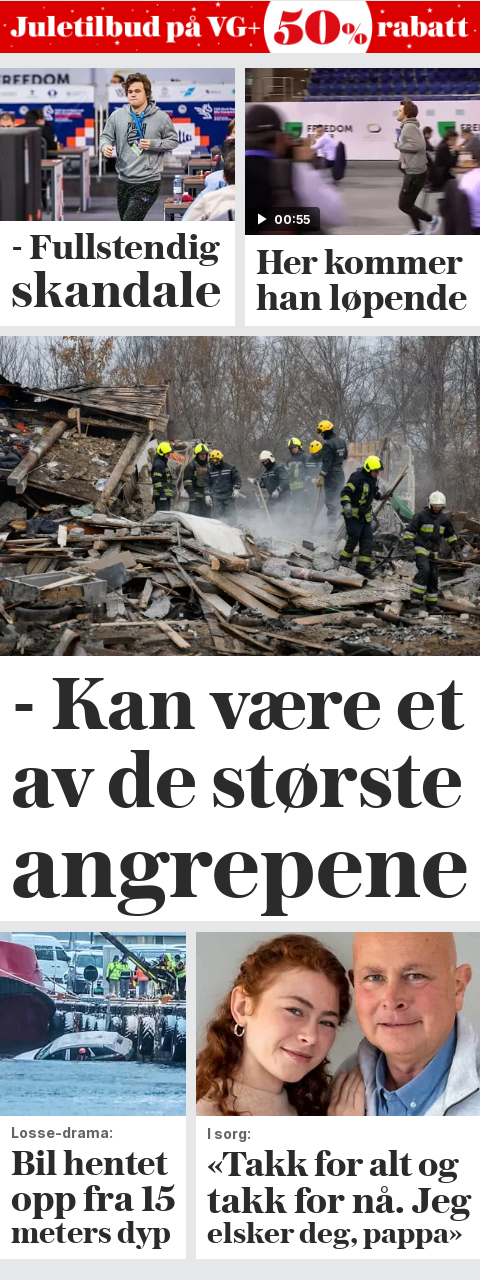 Juletilbud på VG+ 50% rabatt
FREEDOM
- Fullstendig
skandale
FREEDOM
00:55
Her kommer
han løpende
- Kan være et
av de største
angrepene
Losse-drama:
Bil hentet
opp fra 15
meters dyp
I sorg:
«Takk for alt og
takk for nå. Jeg
elsker deg, pappa»